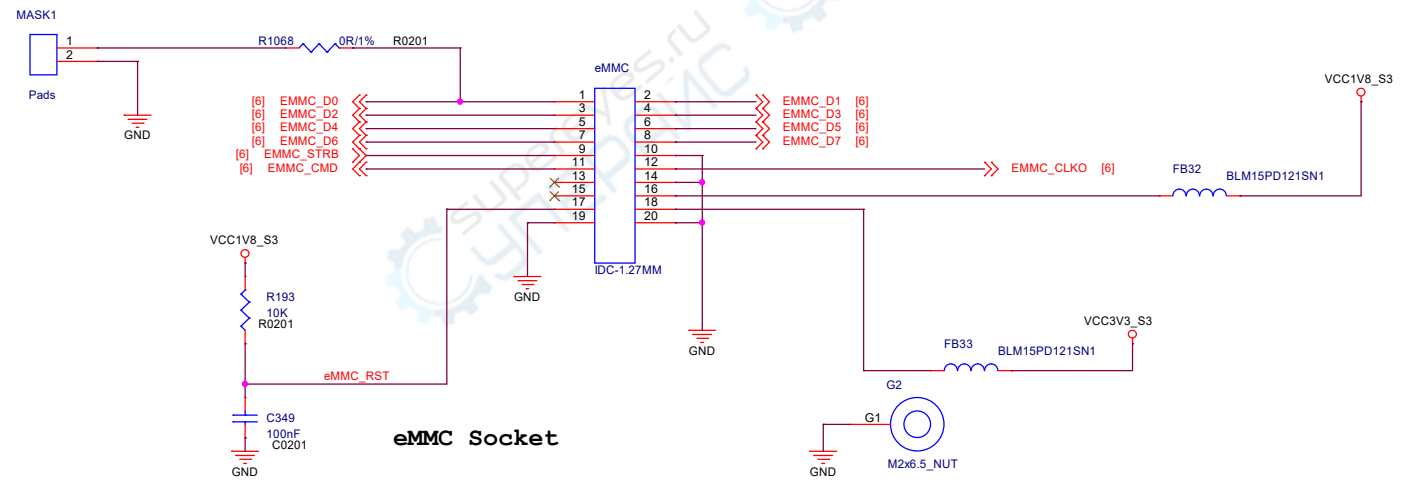 MASK1
1
2
Pads
GND
R1068 0R/1% R0201
eMMC
[6] EMMC_D0 1 2 EMMC_D1 [6]
[6] EMMC_D2 3 4 EMMC_D3 [6]
[6] EMMC_D4 5 6 EMMC_D5 [6]
[6] EMMC_D6 7 8 EMMC_D7 [6]
[6] EMMC_STRB 9 10
[6] EMMC_CMD 11 12 EMMC_CLKO [6]
13 14
15 16
17 18
19 20
IDC-1.27MM
GND
GND
VCC1V8_S3
FB32 BLM15PD121SN1
VCC1V8_S3
R193
10K
R0201
eMMC_RST
C349
100nF
C0201
GND
VCC3V3_S3
FB33 BLM15PD121SN1
G2
G1
M2x6.5_NUT
GND
eMMC Socket
supereyes.ru
СУПЕРАЙС